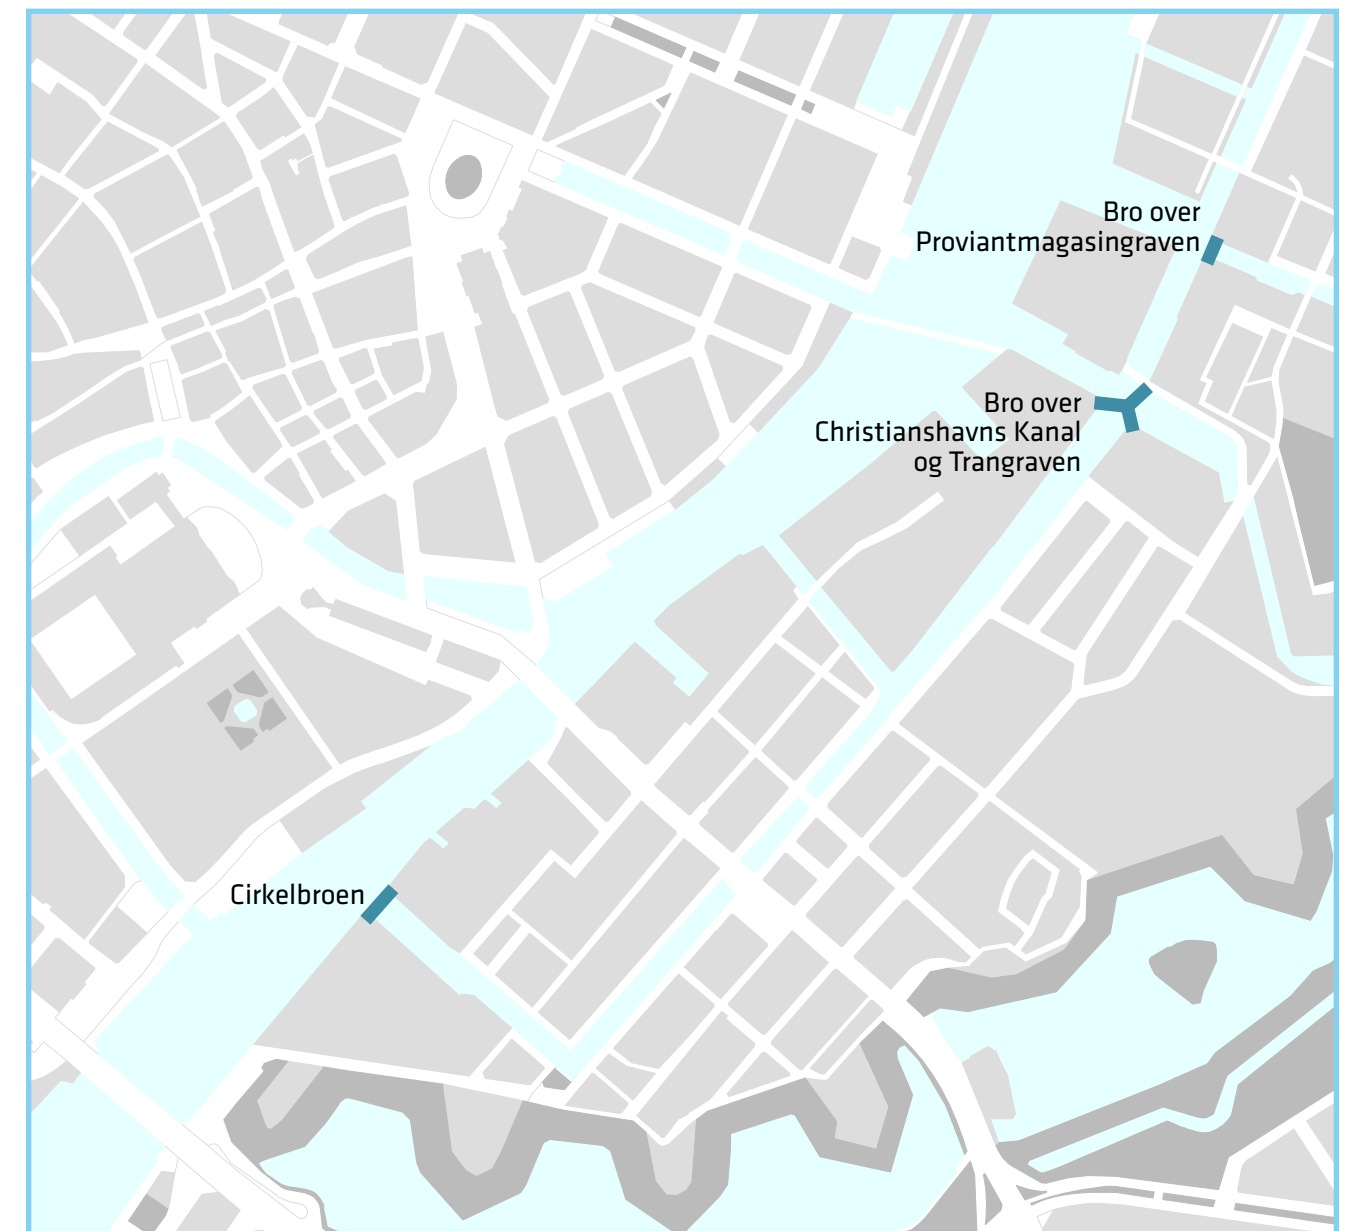 Bro over
Proviantmagasingraven
Bro over
Christianshavns Kanal
og Trangraven
Cirkelbroen